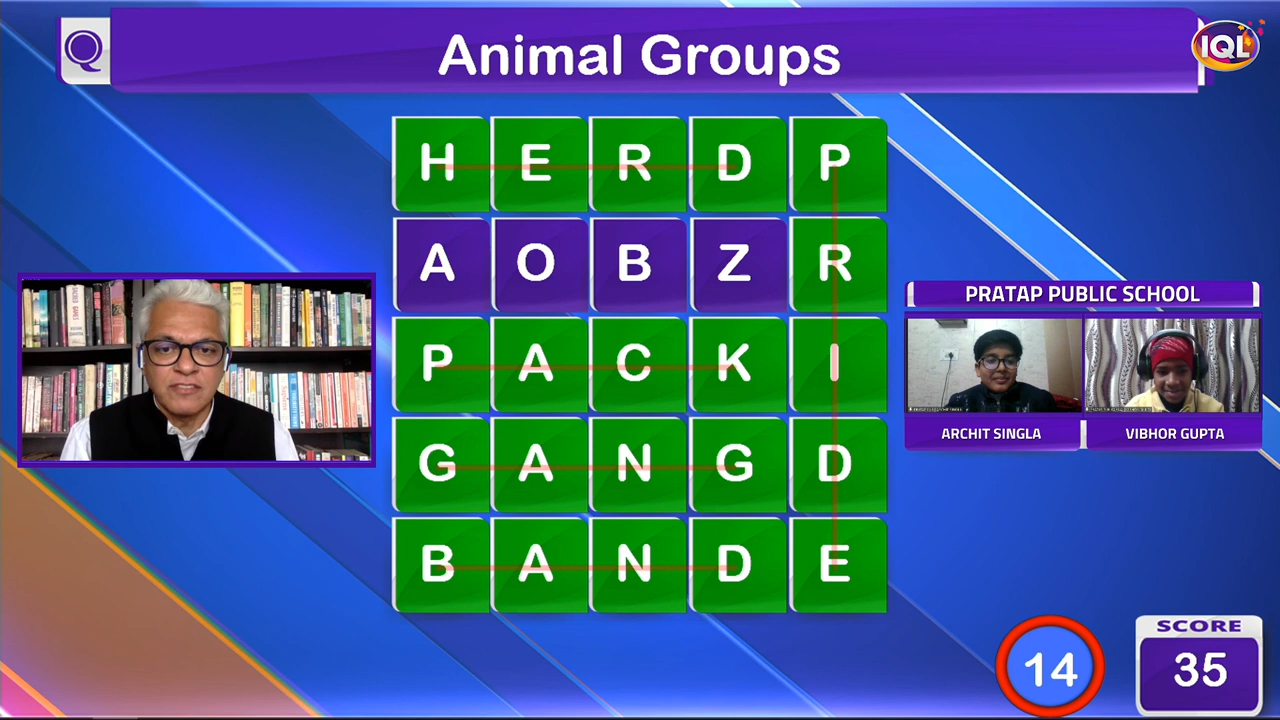 Q
Animal Groups
IQL
H E R D P
A O B Z R
P A C K I
G A N G D
B A N D E
PRATAP PUBLIC SCHOOL
ARCHIT SINGLA
VIBHOR GUPTA
14
SCORE
35